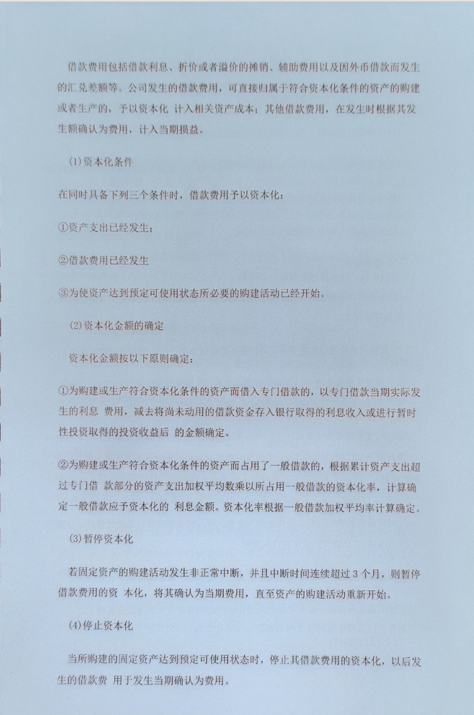 借款费用包括借款利息、折价或者溢价的摊销、辅助费用以及因外币借款而发生
的汇兑差额等。公司发生的借款费用，可直接归属于符合资本化条件的资产的购建
或者生产的，予以资本化 计入相关资产成本；其他借款费用，在发生时根据其发
生额确认为费用，计入当期损益。
(1)资本化条件
在同时具备下列三个条件时，借款费用予以资本化：
①资产支出已经发生；
②借款费用已经发生
③为使资产达到预定可使用状态所必要的购建活动已经开始。
(2)资本化金额的确定
资本化金额按以下原则确定：
①为购建或生产符合资本化条件的资产而借入专门借款的，以专门借款当期实际发
生的利息 费用，减去将尚未动用的借款资金存入银行取得的利息收入或进行暂时
性投资取得的投资收益后 的金额确定。
②为购建或生产符合资本化条件的资产而占用了一般借款的，根据累计资产支出超
过专门借 款部分的资产支出加权平均数乘以所占用一般借款的资本化率，计算确
定一般借款应予资本化的 利息金额。资本化率根据一般借款加权平均率计算确定。
(3)暂停资本化
若固定资产的购建活动发生非正常中断，并且中断时间连续超过 3 个月，则暂停
借款费用的资 本化，将其确认为当期费用，直至资产的购建活动重新开始。
(4)停止资本化
当所购建的固定资产达到预定可使用状态时，停止其借款费用的资本化，以后发
生的借款费 用于发生当期确认为费用。